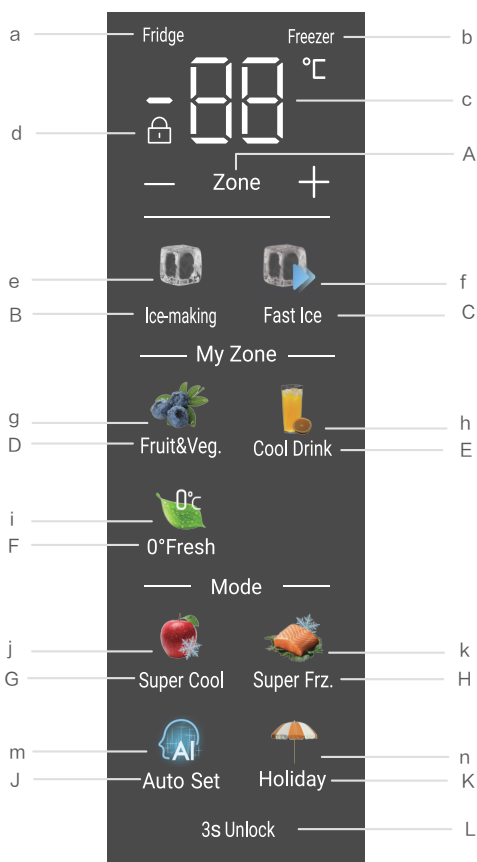 a Fridge Freezer b
°C
-88 c
d
A
— Zone +
e f
B Ice-making Fast Ice C
My Zone
g h
D Fruit&Veg. Cool Drink E
0°c
i
F 0°Fresh
Mode
j k
G Super Cool Super Frz. H
AI
m n
J Auto Set Holiday K
3s Unlock L